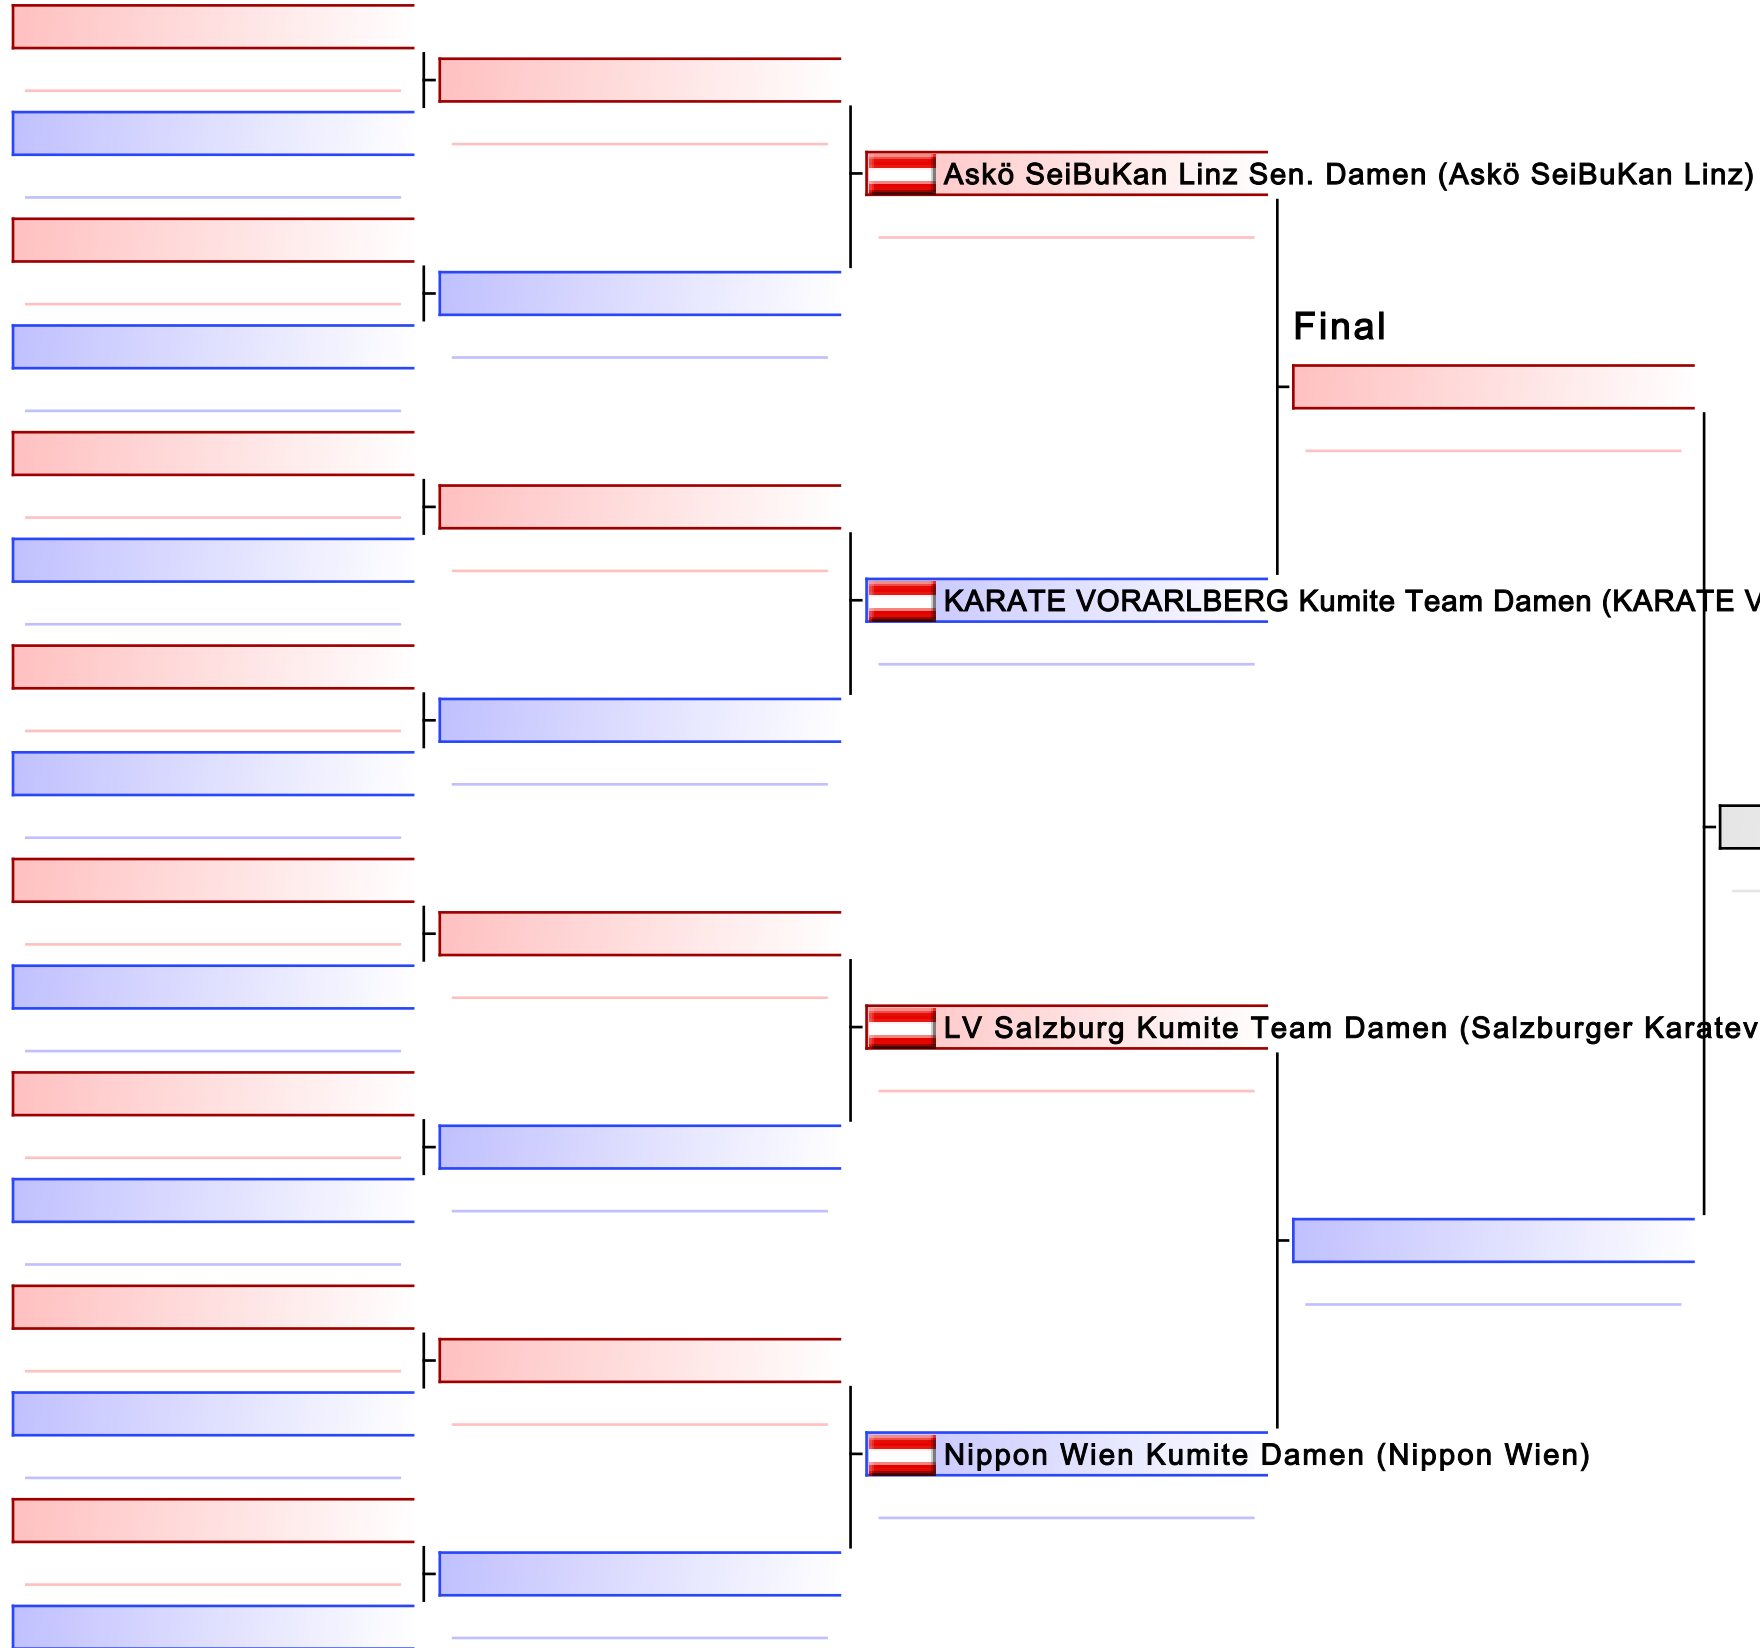 Askö SeiBuKan Linz Sen. Damen (Askö SeiBuKan Linz)
Final
KARATE VORARLBERG Kumite Team Damen (KARATE
LV Salzburg Kumite Team Damen (Salzburger
Nippon Wien Kumite Damen (Nippon Wien)